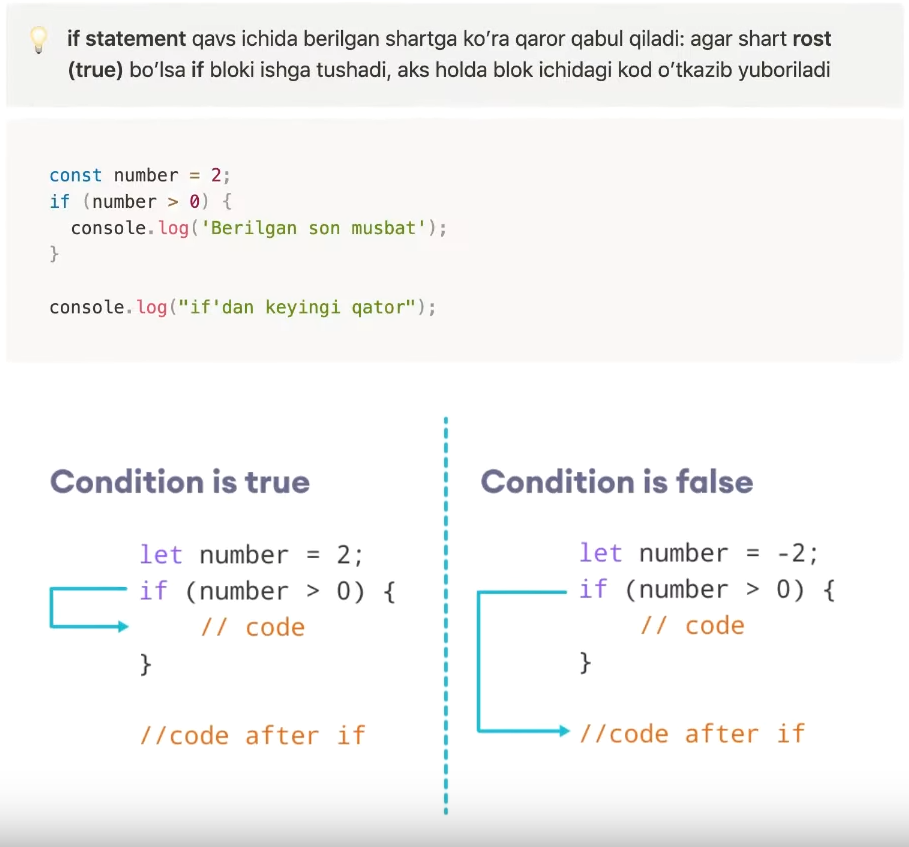 if statement qavs ichida berilgan shartga ko‘ra qaror qabul qiladi: agar shart rost
(true) bo‘lsa if bloki ishga tushadi, aks holda blok ichidagi kod o‘tkazib yuboriladi
const number = 2;
if (number > 0) {
  console.log('Berilgan son musbat');
}
console.log("if'dan keyingi qator");
Condition is true
let number = 2;
if (number > 0) {
    // code
}
//code after if
Condition is false
let number = -2;
if (number > 0) {
    // code
}
//code after if